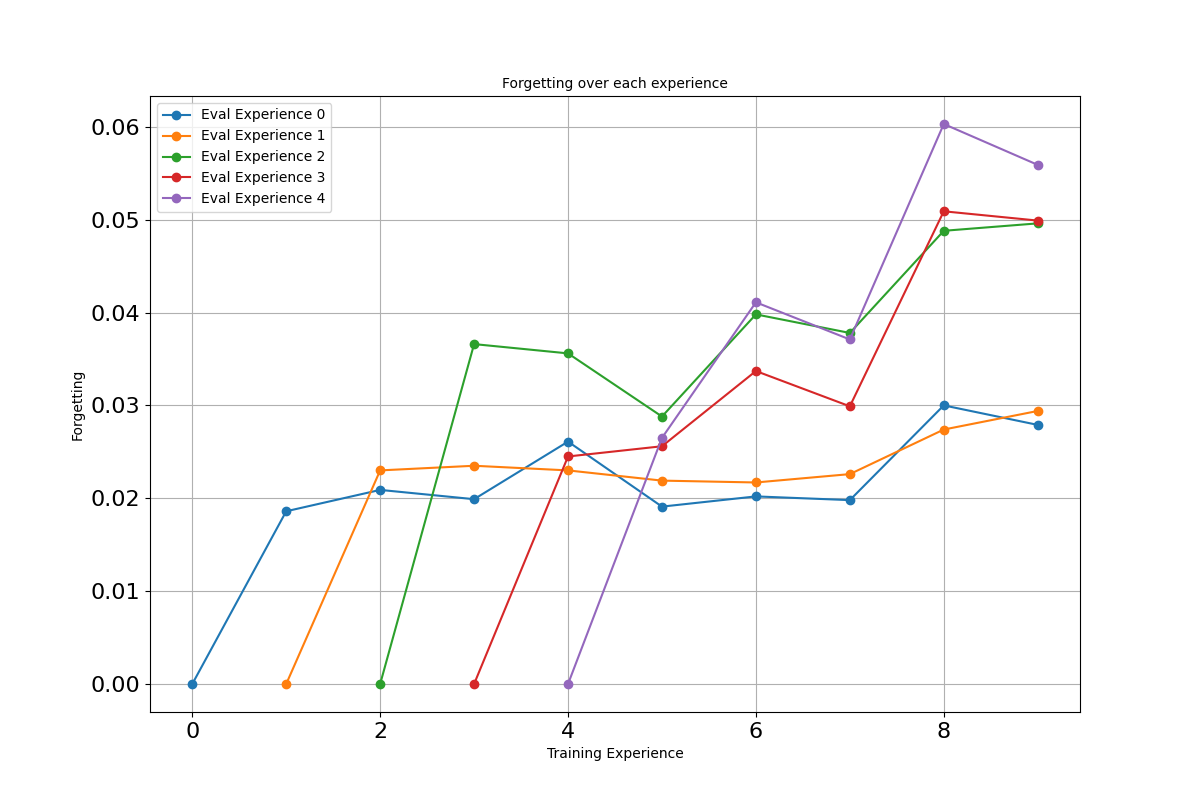 Forgetting over each experience
Eval Experience 0
Eval Experience 1
Eval Experience 2
Eval Experience 3
Eval Experience 4
0.06
0.05
0.04
0.03
0.02
0.01
0.00
Forgetting
0 2 4 6 8
Training Experience